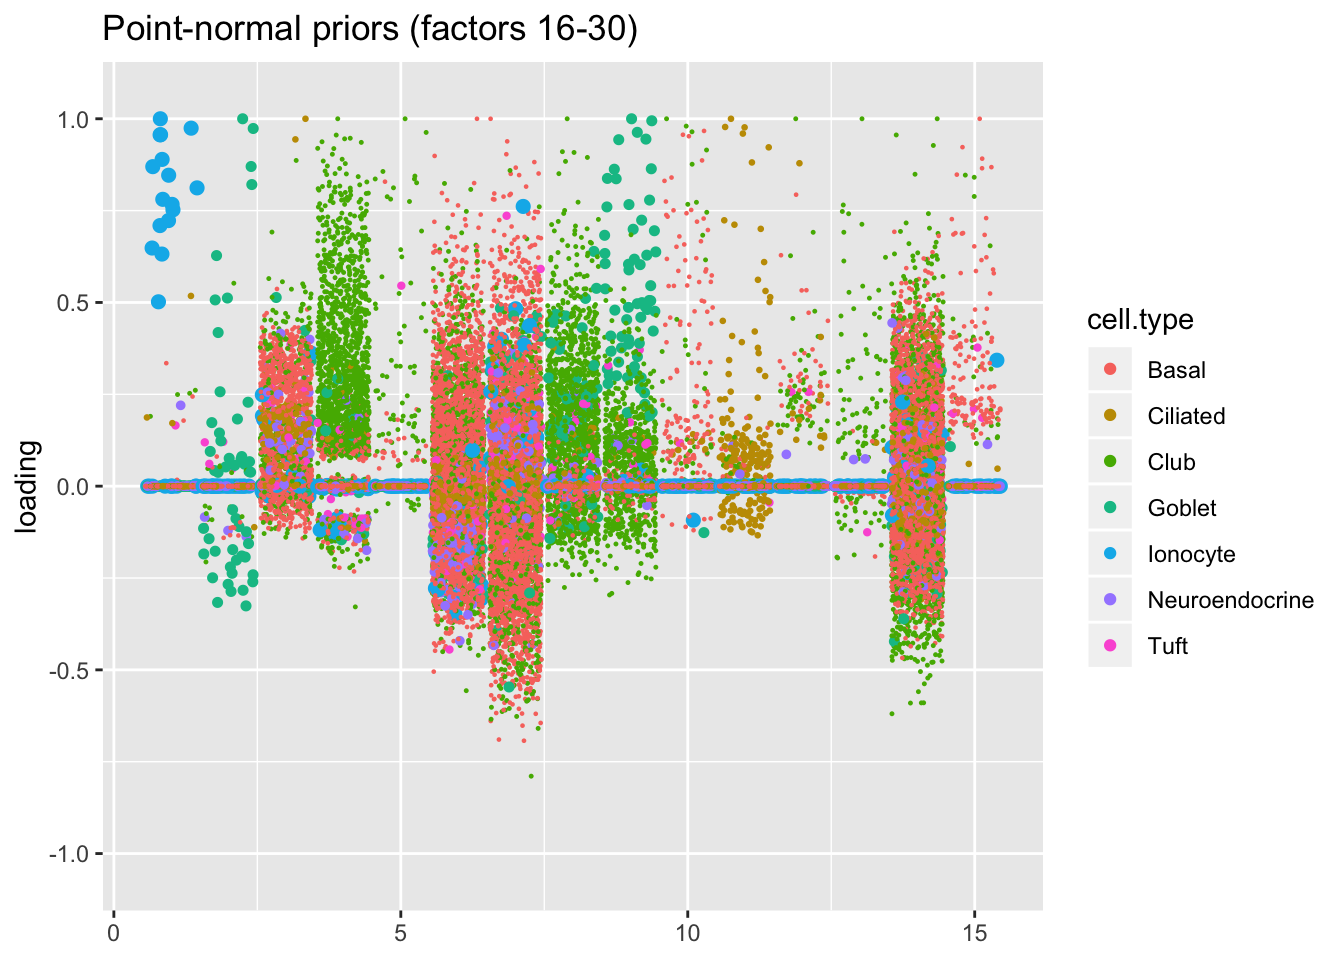 Point-normal priors (factors 16-30)
loading
1.0
0.5
0.0
-0.5
-1.0
0
5
10
15
cell.type
Basal
Ciliated
Club
Goblet
Ionocyte
Neuroendocrine
Tuft